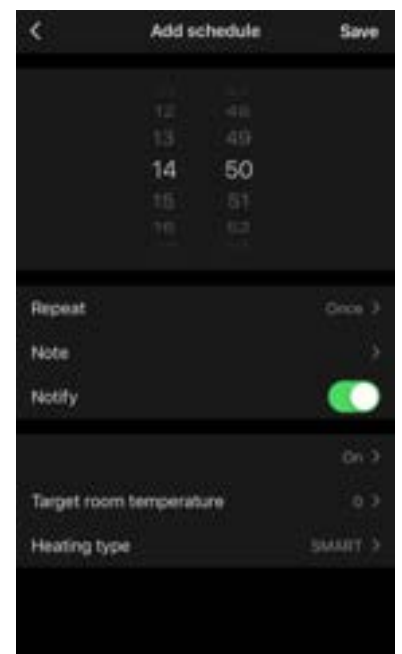 Add schedule Save
12 48
13 49
14 50
15 51
16 52
Repeat Once
Note
Notify
On
Target room temperature 0
Heating type SMART